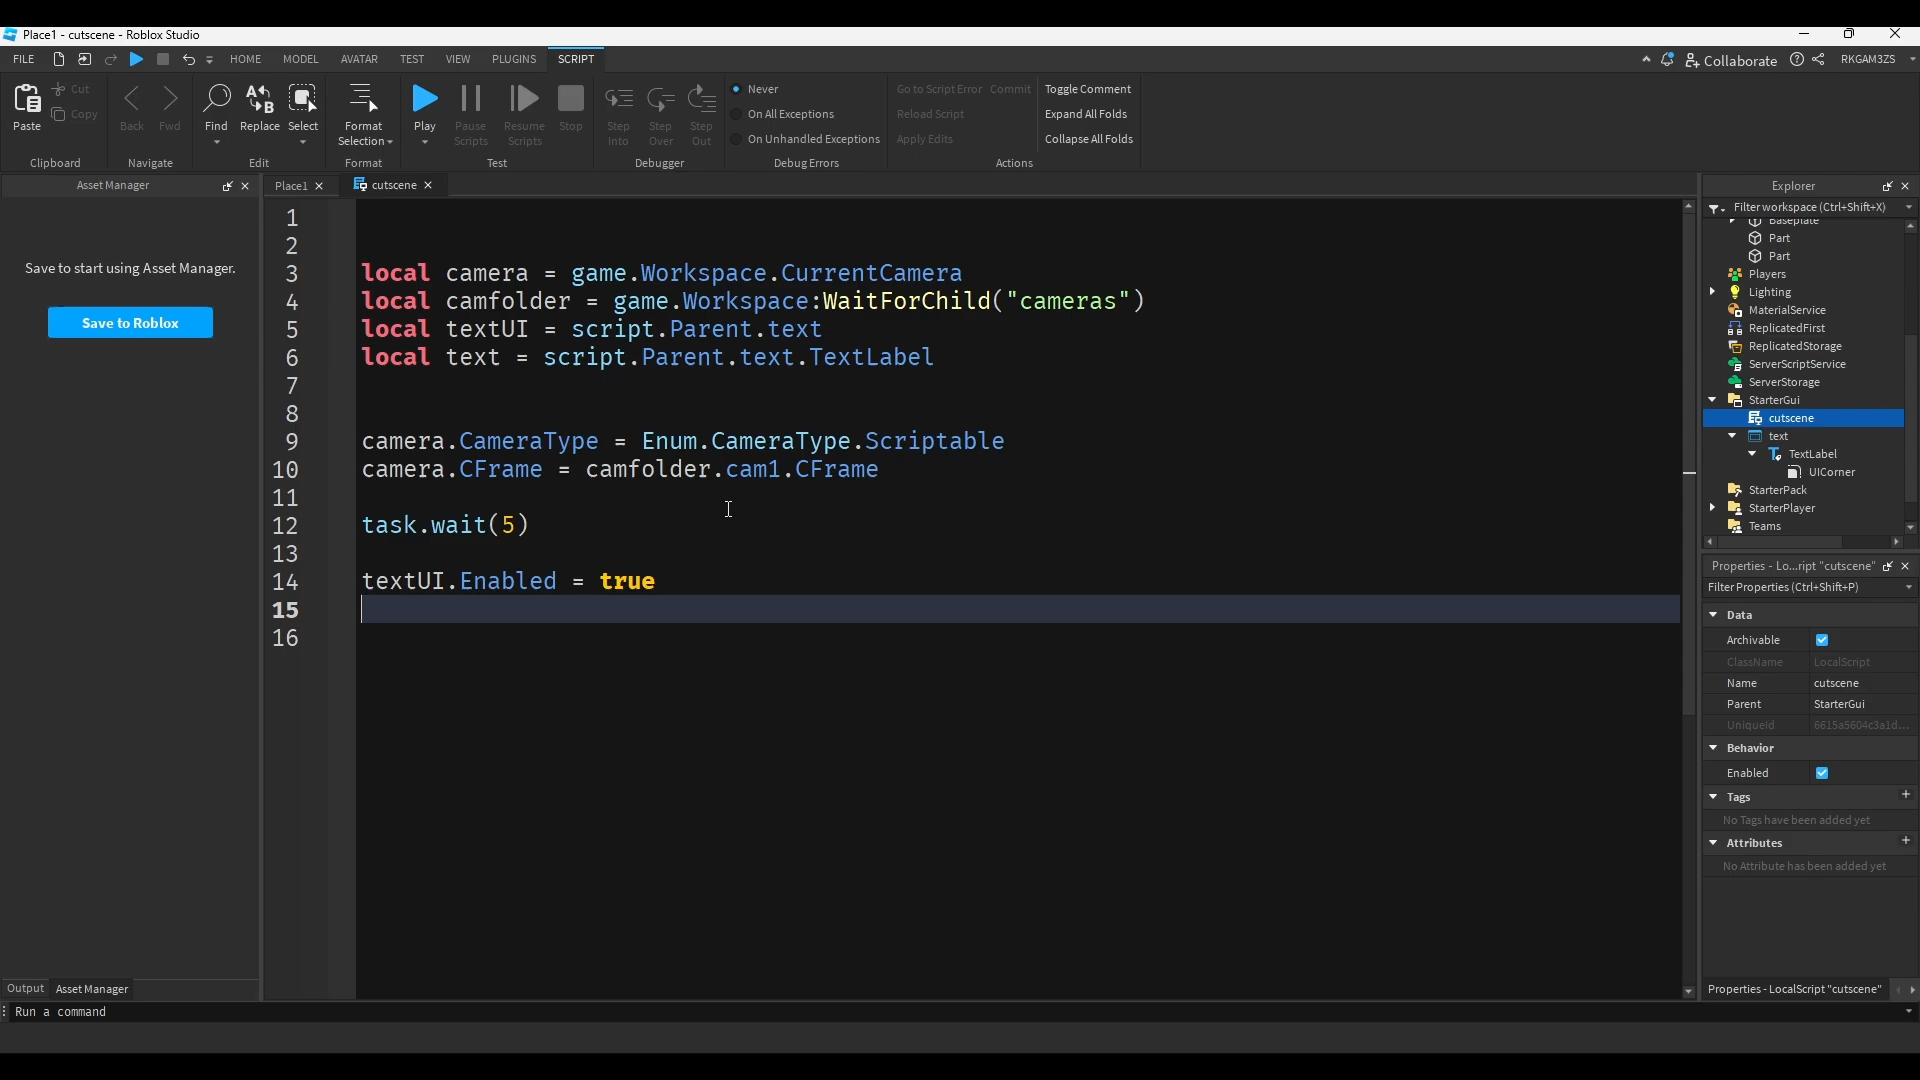 Place1 - cutscene - Roblox Studio
FILE HOME MODEL AVATAR TEST VIEW PLUGINS SCRIPT Collaborate RKGAM3ZS
Paste Cut Copy Back Fwd Find Replace Select Format Selection Play Pause Scripts Resume Scripts Stop Step Into Step Over Step Out
Never
On All Exceptions
On Unhandled Exceptions
Go to Script Error Commit
Reload Script
Apply Edits
Toggle Comment
Expand All Folds
Collapse All Folds
Clipboard Navigate Edit Format Test Debugger Debug Errors Actions
Asset Manager
Save to start using Asset Manager.
Save to Roblox
Output Asset Manager
Place1 cutscene
1
2
3 local camera = game.Workspace.CurrentCamera
4 local camfolder = game.Workspace:WaitForChild("cameras")
5 local textUI = script.Parent.text
6 local text = script.Parent.text.TextLabel
7
8
9 camera.CameraType = Enum.CameraType.Scriptable
10 camera.CFrame = camfolder.cam1.CFrame
11
12 task.wait(5)
13
14 textUI.Enabled = true
15
16
Explorer
Filter workspace (Ctrl+Shift+X)
Baseplate
Part
Part
Players
Lighting
MaterialService
ReplicatedFirst
ReplicatedStorage
ServerScriptService
ServerStorage
StarterGui
cutscene
text
TextLabel
UICorner
StarterPack
StarterPlayer
Teams
Properties - Lo...ript "cutscene"
Filter Properties (Ctrl+Shift+P)
Data
Archivable
ClassName LocalScript
Name cutscene
Parent StarterGui
UniqueId 6615a5604c3a1d...
Behavior
Enabled
Tags +
No Tags have been added yet
Attributes +
No Attribute has been added yet
Properties - LocalScript "cutscene"
Run a command